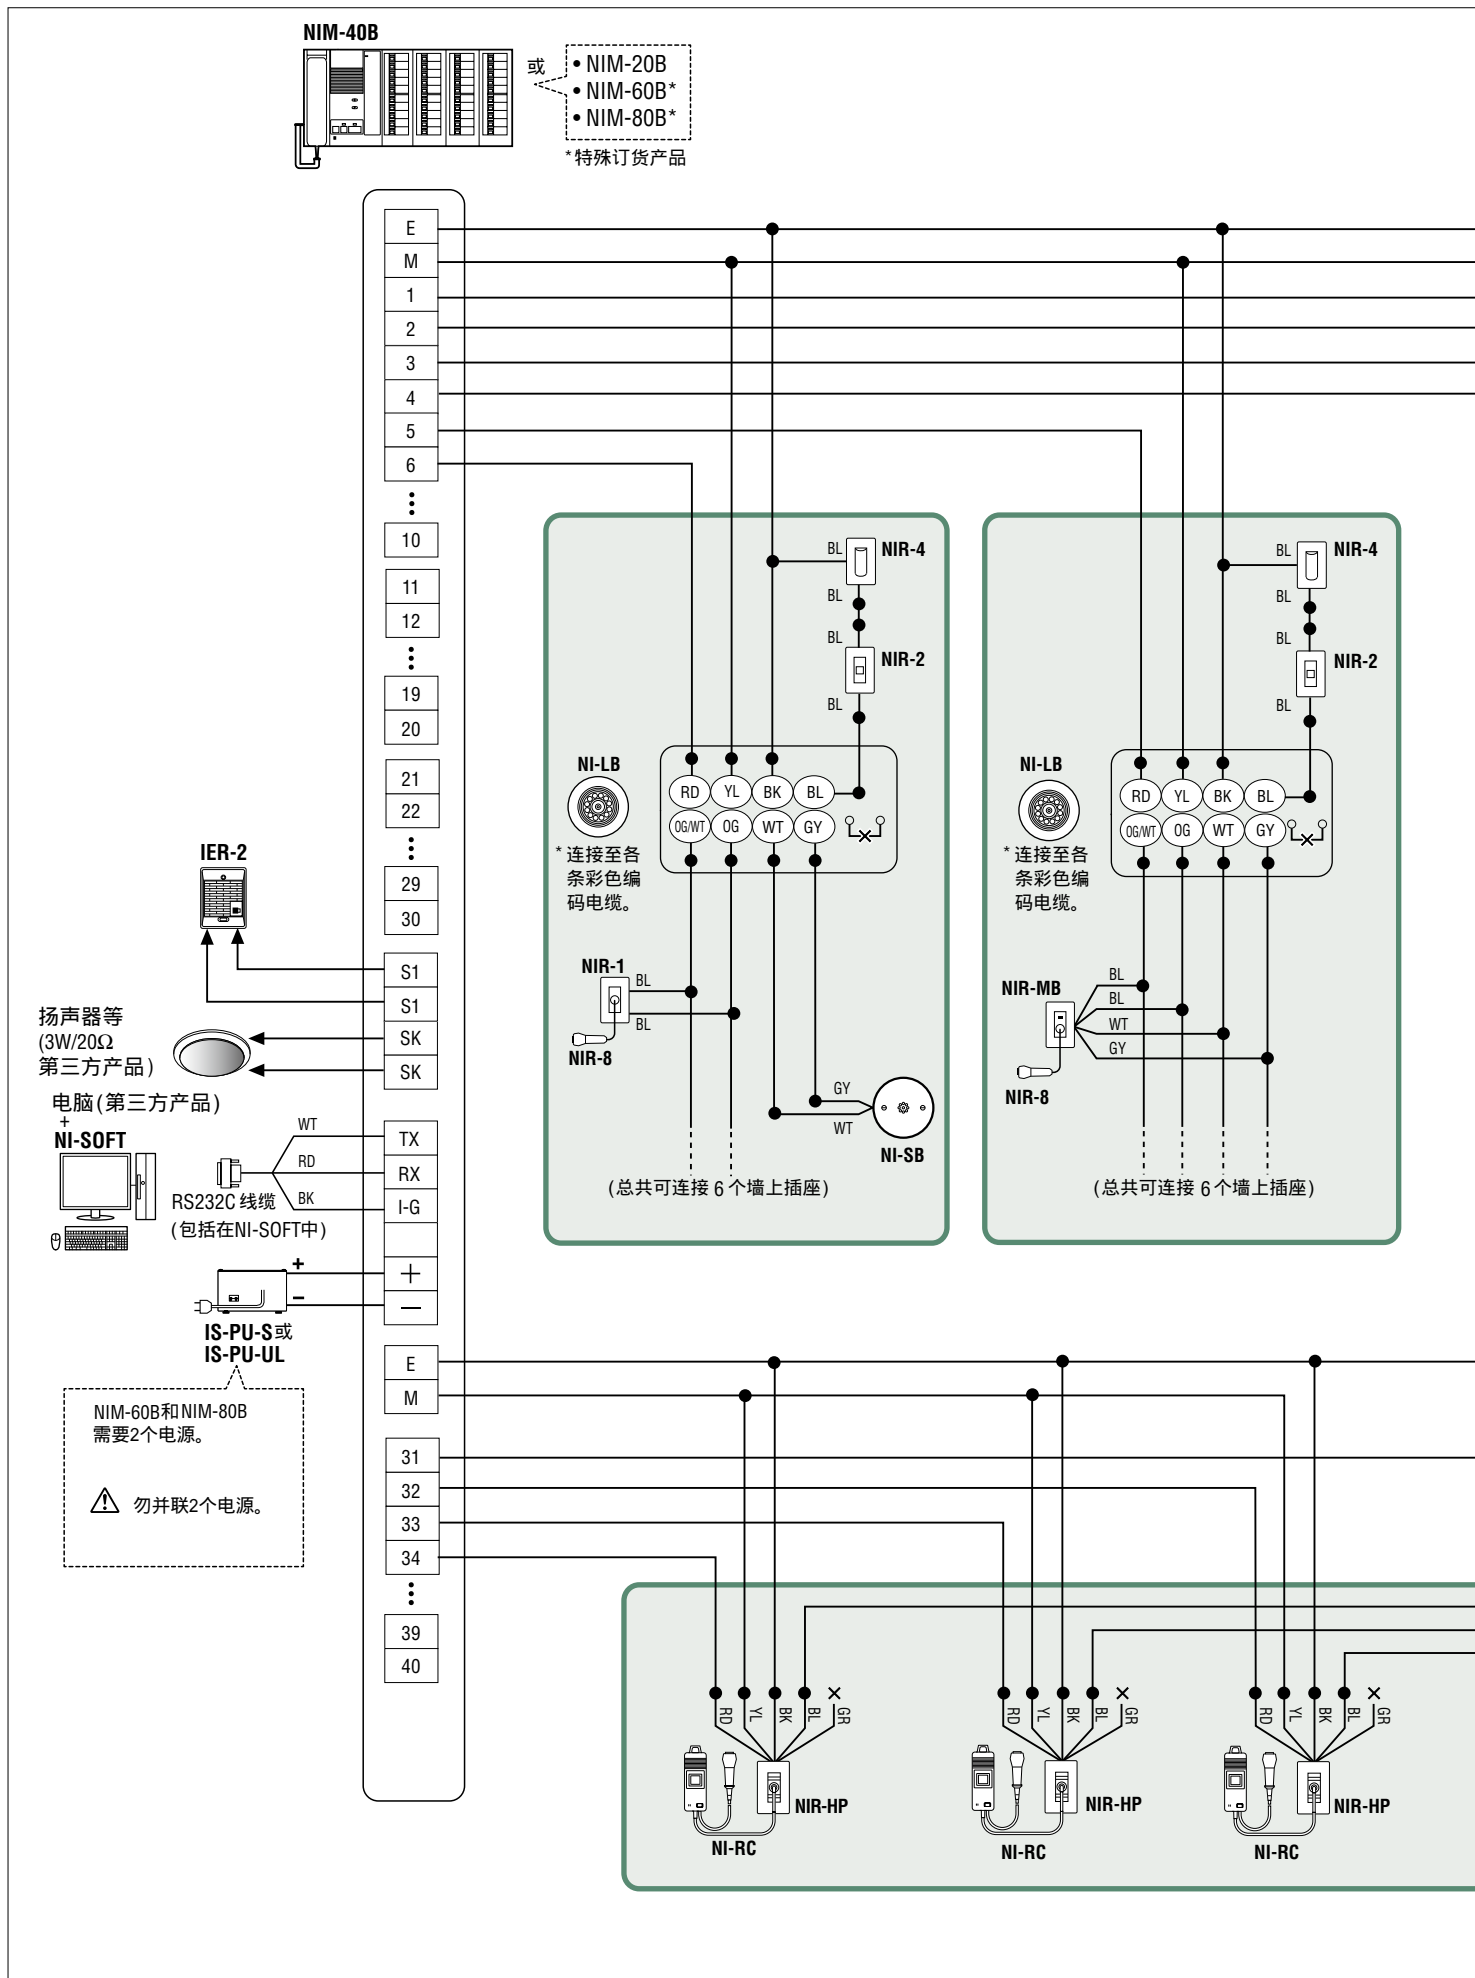 NIM-40B
或
• NIM-20B
• NIM-60B*
• NIM-80B*
*特殊订货产品
E
M
1
2
3
4
5
6
10
11
12
19
20
21
22
29
30
S1
S1
SK
SK
TX
RX
I-G
+
—
E
M
31
32
33
34
39
40
IER-2
扬声器等
(3W/20Ω
第三方产品)
电脑(第三方产品)
+
NI-SOFT
WT
RD
BK
RS232C 线缆
(包括在NI-SOFT中)
+
–
IS-PU-S或
IS-PU-UL
NIM-60B和NIM-80B
需要2个电源。
勿并联2个电源。
BL
NIR-4
BL
BL
NIR-2
BL
NI-LB
RD YL BK BL
OG/WT OG WT GY
*连接至各
条彩色编
码电缆。
NIR-1
BL
BL
NIR-8
GY
WT
NI-SB
(总共可连接 6 个墙上插座)
BL
NIR-4
BL
BL
NIR-2
BL
NI-LB
RD YL BK BL
OG/WT OG WT GY
*连接至各
条彩色编
码电缆。
NIR-MB
BL
BL
WT
GY
NIR-8
(总共可连接 6 个墙上插座)
RD YL BK BL GR
NIR-HP
NI-RC
RD YL BK BL GR
NIR-HP
NI-RC
RD YL BK BL GR
NIR-HP
NI-RC